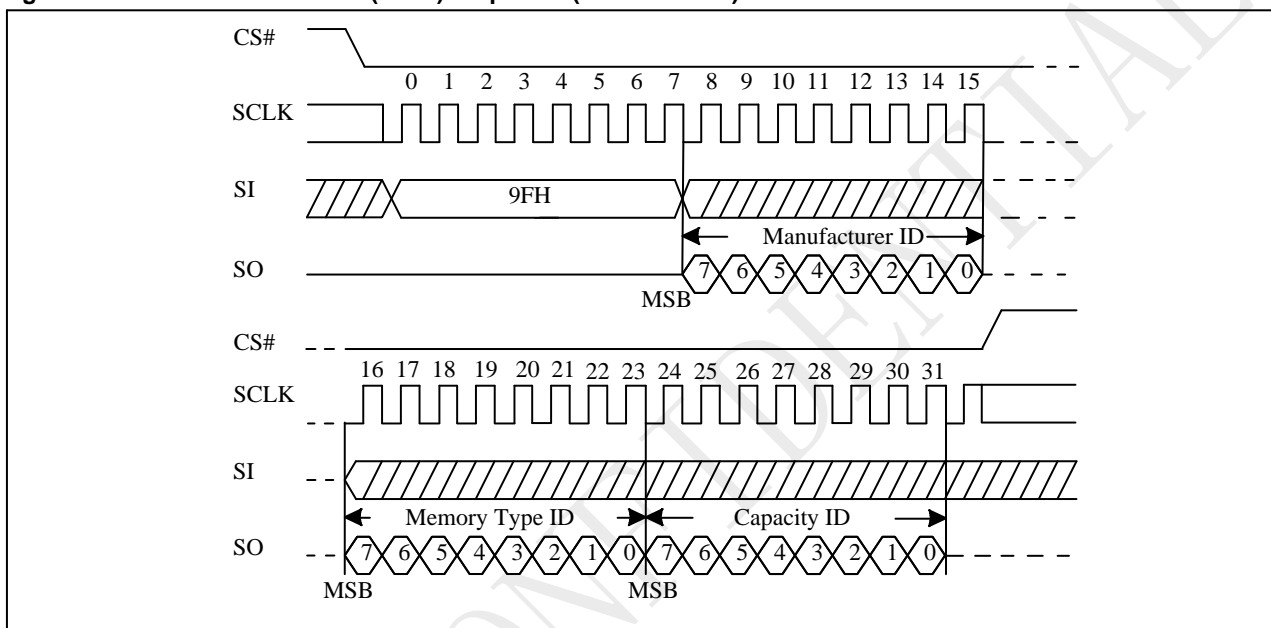 CS#
0 1 2 3 4 5 6 7 8 9 10 11 12 13 14 15
SCLK
SI
9FH
Manufacturer ID
SO
7 6 5 4 3 2 1 0
MSB
CS#
16 17 18 19 20 21 22 23 24 25 26 27 28 29 30 31
SCLK
SI
Memory Type ID Capacity ID
SO
7 6 5 4 3 2 1 0 7 6 5 4 3 2 1 0
MSB MSB